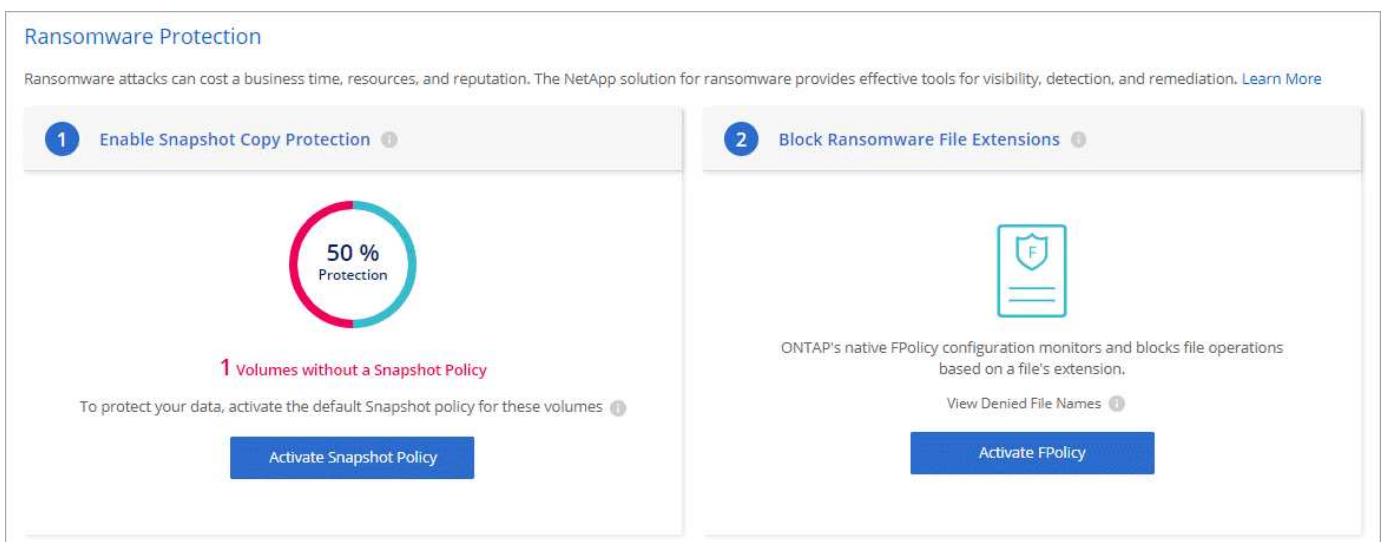 Ransomware Protection
Ransomware attacks can cost a business time, resources, and reputation. The NetApp solution for ransomware provides effective tools for visibility, detection, and remediation. Learn More
1 Enable Snapshot Copy Protection i
50 %
Protection
1 Volumes without a Snapshot Policy
To protect your data, activate the default Snapshot policy for these volumes i
Activate Snapshot Policy
2 Block Ransomware File Extensions i
F
ONTAP's native FPolicy configuration monitors and blocks file operations
based on a file's extension.
View Denied File Names i
Activate FPolicy